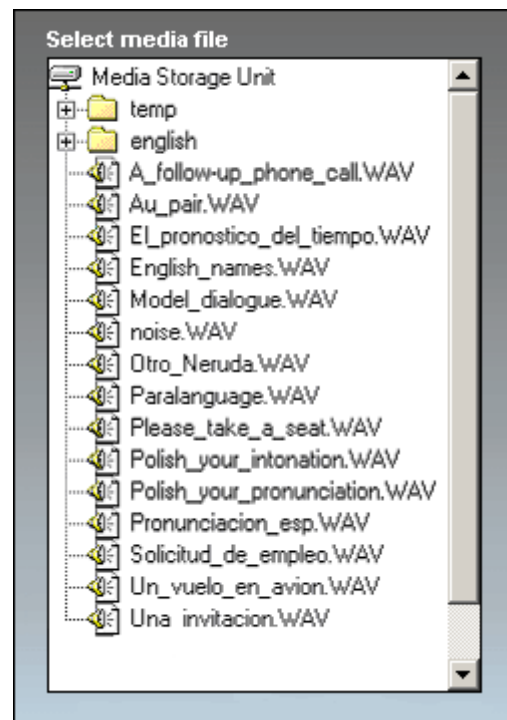 Select media file
Media Storage Unit
temp
english
A_follow-up_phone_call.WAV
Au_pair.WAV
El_pronostico_del_tiempo.WAV
English_names.WAV
Model_dialogue.WAV
noise.WAV
Otro_Neruda.WAV
Paralanguage.WAV
Please_take_a_seat.WAV
Polish_your_intonation.WAV
Polish_your_pronunciation.WAV
Pronunciacion_esp.WAV
Solicitud_de_empleo.WAV
Un_vuelo_en_avion.WAV
Una invitacion.WAV